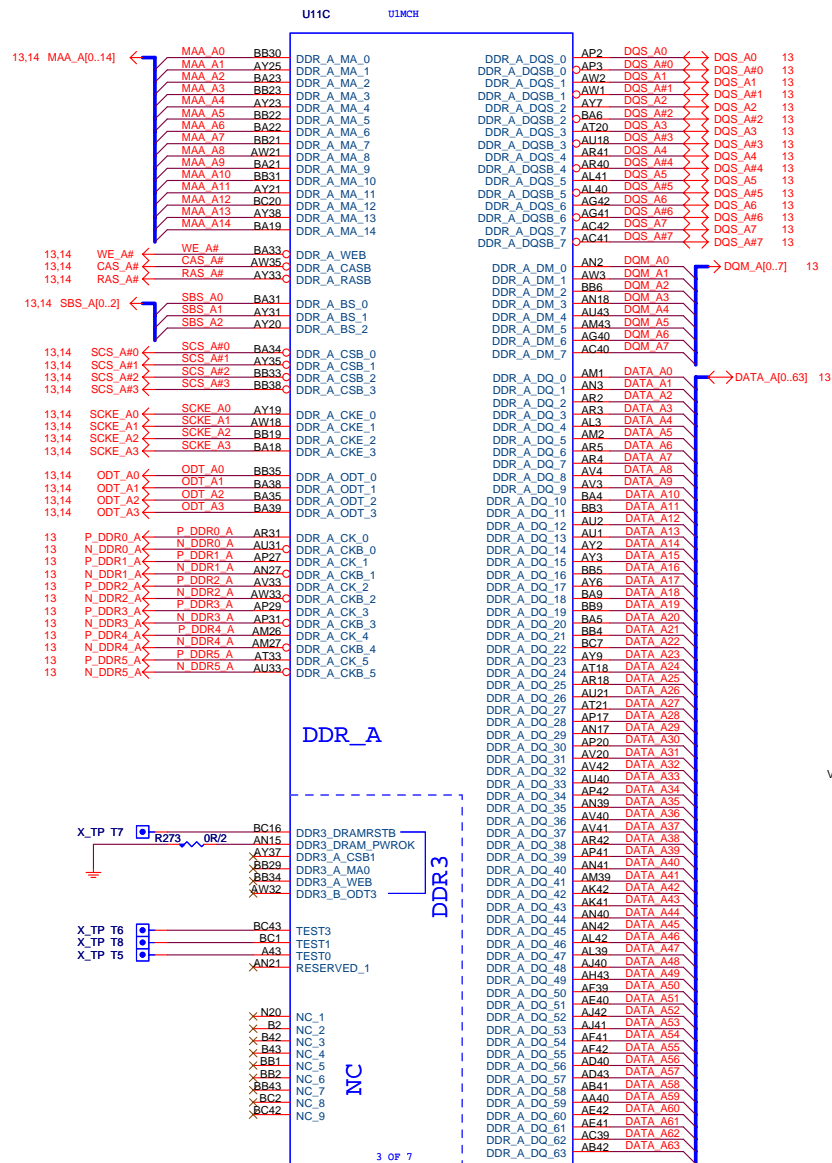 U11C U1MCH
13,14 MAA_A[0..14]
MAA_A0 BB30 DDR_A_MA_0
MAA_A1 AY25 DDR_A_MA_1
MAA_A2 BA23 DDR_A_MA_2
MAA_A3 BB23 DDR_A_MA_3
MAA_A4 AY23 DDR_A_MA_4
MAA_A5 BB22 DDR_A_MA_5
MAA_A6 BA22 DDR_A_MA_6
MAA_A7 BB21 DDR_A_MA_7
MAA_A8 AW21 DDR_A_MA_8
MAA_A9 BA21 DDR_A_MA_9
MAA_A10 BB31 DDR_A_MA_10
MAA_A11 AY21 DDR_A_MA_11
MAA_A12 BC20 DDR_A_MA_12
MAA_A13 AY38 DDR_A_MA_13
MAA_A14 BA19 DDR_A_MA_14
13,14 WE_A# WE_A# BA33 DDR_A_WEB
13,14 CAS_A# CAS_A# AW35 DDR_A_CASB
13,14 RAS_A# RAS_A# AY33 DDR_A_RASB
13,14 SBS_A[0..2]
SBS_A0 BA31 DDR_A_BS_0
SBS_A1 AY31 DDR_A_BS_1
SBS_A2 AY20 DDR_A_BS_2
13,14 SCS_A#0 SCS_A#0 BA34 DDR_A_CSB_0
13,14 SCS_A#1 SCS_A#1 AY35 DDR_A_CSB_1
13,14 SCS_A#2 SCS_A#2 BB33 DDR_A_CSB_2
13,14 SCS_A#3 SCS_A#3 BB38 DDR_A_CSB_3
13,14 SCKE_A0 SCKE_A0 AY19 DDR_A_CKE_0
13,14 SCKE_A1 SCKE_A1 AW18 DDR_A_CKE_1
13,14 SCKE_A2 SCKE_A2 BB19 DDR_A_CKE_2
13,14 SCKE_A3 SCKE_A3 BA18 DDR_A_CKE_3
13,14 ODT_A0 ODT_A0 BB35 DDR_A_ODT_0
13,14 ODT_A1 ODT_A1 BA38 DDR_A_ODT_1
13,14 ODT_A2 ODT_A2 BA35 DDR_A_ODT_2
13,14 ODT_A3 ODT_A3 BA39 DDR_A_ODT_3
13 P_DDR0_A P_DDR0_A AR31 DDR_A_CK_0
13 N_DDR0_A N_DDR0_A AU31 DDR_A_CKB_0
13 P_DDR1_A P_DDR1_A AP27 DDR_A_CK_1
13 N_DDR1_A N_DDR1_A AN27 DDR_A_CKB_1
13 P_DDR2_A P_DDR2_A AV33 DDR_A_CK_2
13 N_DDR2_A N_DDR2_A AW33 DDR_A_CKB_2
13 P_DDR3_A P_DDR3_A AP29 DDR_A_CK_3
13 N_DDR3_A N_DDR3_A AP31 DDR_A_CKB_3
13 P_DDR4_A P_DDR4_A AM26 DDR_A_CK_4
13 N_DDR4_A N_DDR4_A AM27 DDR_A_CKB_4
13 P_DDR5_A P_DDR5_A AT33 DDR_A_CK_5
13 N_DDR5_A N_DDR5_A AU33 DDR_A_CKB_5
DDR_A
X_TP T7 BC16 DDR3_DRAMRSTB
R273 0R/2 AN15 DDR3_DRAM_PWROK
AY37 DDR3_A_CSB1
BB29 DDR3_A_MA0
BB34 DDR3_A_WEB
AW32 DDR3_B_ODT3
DDR3
X_TP T6 BC43 TEST3
X_TP T8 BC1 TEST1
X_TP T5 A43 TEST0
AN21 RESERVED_1
N20 NC_1
B2 NC_2
B42 NC_3
B43 NC_4
BB1 NC_5
BB2 NC_6
BB43 NC_7
BC2 NC_8
BC42 NC_9
NC
3 OF 7
DDR_A_DQS_0 AP2 DQS_A0 DQS_A0 13
DDR_A_DQSB_0 AP3 DQS_A#0 DQS_A#0 13
DDR_A_DQS_1 AW2 DQS_A1 DQS_A1 13
DDR_A_DQSB_1 AW1 DQS_A#1 DQS_A#1 13
DDR_A_DQS_2 AY7 DQS_A2 DQS_A2 13
DDR_A_DQSB_2 BA6 DQS_A#2 DQS_A#2 13
DDR_A_DQS_3 AT20 DQS_A3 DQS_A3 13
DDR_A_DQSB_3 AU18 DQS_A#3 DQS_A#3 13
DDR_A_DQS_4 AR41 DQS_A4 DQS_A4 13
DDR_A_DQSB_4 AR40 DQS_A#4 DQS_A#4 13
DDR_A_DQS_5 AL41 DQS_A5 DQS_A5 13
DDR_A_DQSB_5 AL40 DQS_A#5 DQS_A#5 13
DDR_A_DQS_6 AG42 DQS_A6 DQS_A6 13
DDR_A_DQSB_6 AG41 DQS_A#6 DQS_A#6 13
DDR_A_DQS_7 AC42 DQS_A7 DQS_A7 13
DDR_A_DQSB_7 AC41 DQS_A#7 DQS_A#7 13
DDR_A_DM_0 AN2 DQM_A0 DQM_A[0..7] 13
DDR_A_DM_1 AW3 DQM_A1
DDR_A_DM_2 BB6 DQM_A2
DDR_A_DM_3 AN18 DQM_A3
DDR_A_DM_4 AU43 DQM_A4
DDR_A_DM_5 AM43 DQM_A5
DDR_A_DM_6 AG40 DQM_A6
DDR_A_DM_7 AC40 DQM_A7
DDR_A_DQ_0 AM1 DATA_A0 DATA_A[0..63] 13
DDR_A_DQ_1 AN3 DATA_A1
DDR_A_DQ_2 AR2 DATA_A2
DDR_A_DQ_3 AR3 DATA_A3
DDR_A_DQ_4 AL3 DATA_A4
DDR_A_DQ_5 AM2 DATA_A5
DDR_A_DQ_6 AR5 DATA_A6
DDR_A_DQ_7 AR4 DATA_A7
DDR_A_DQ_8 AV4 DATA_A8
DDR_A_DQ_9 AV3 DATA_A9
DDR_A_DQ_10 BA4 DATA_A10
DDR_A_DQ_11 BB3 DATA_A11
DDR_A_DQ_12 AU2 DATA_A12
DDR_A_DQ_13 AU1 DATA_A13
DDR_A_DQ_14 AY2 DATA_A14
DDR_A_DQ_15 AY3 DATA_A15
DDR_A_DQ_16 BB5 DATA_A16
DDR_A_DQ_17 AY6 DATA_A17
DDR_A_DQ_18 BA9 DATA_A18
DDR_A_DQ_19 BB9 DATA_A19
DDR_A_DQ_20 BA5 DATA_A20
DDR_A_DQ_21 BB4 DATA_A21
DDR_A_DQ_22 BC7 DATA_A22
DDR_A_DQ_23 AY9 DATA_A23
DDR_A_DQ_24 AT18 DATA_A24
DDR_A_DQ_25 AR18 DATA_A25
DDR_A_DQ_26 AU21 DATA_A26
DDR_A_DQ_27 AT21 DATA_A27
DDR_A_DQ_28 AP17 DATA_A28
DDR_A_DQ_29 AN17 DATA_A29
DDR_A_DQ_30 AP20 DATA_A30
DDR_A_DQ_31 AV20 DATA_A31
DDR_A_DQ_32 AV42 DATA_A32
DDR_A_DQ_33 AU40 DATA_A33
DDR_A_DQ_34 AP42 DATA_A34
DDR_A_DQ_35 AN39 DATA_A35
DDR_A_DQ_36 AV40 DATA_A36
DDR_A_DQ_37 AV41 DATA_A37
DDR_A_DQ_38 AR42 DATA_A38
DDR_A_DQ_39 AP41 DATA_A39
DDR_A_DQ_40 AN41 DATA_A40
DDR_A_DQ_41 AM39 DATA_A41
DDR_A_DQ_42 AK42 DATA_A42
DDR_A_DQ_43 AK41 DATA_A43
DDR_A_DQ_44 AN40 DATA_A44
DDR_A_DQ_45 AN42 DATA_A45
DDR_A_DQ_46 AL42 DATA_A46
DDR_A_DQ_47 AL39 DATA_A47
DDR_A_DQ_48 AJ40 DATA_A48
DDR_A_DQ_49 AH43 DATA_A49
DDR_A_DQ_50 AF39 DATA_A50
DDR_A_DQ_51 AE40 DATA_A51
DDR_A_DQ_52 AJ42 DATA_A52
DDR_A_DQ_53 AJ41 DATA_A53
DDR_A_DQ_54 AF41 DATA_A54
DDR_A_DQ_55 AF42 DATA_A55
DDR_A_DQ_56 AD40 DATA_A56
DDR_A_DQ_57 AD43 DATA_A57
DDR_A_DQ_58 AB41 DATA_A58
DDR_A_DQ_59 AA40 DATA_A59
DDR_A_DQ_60 AE42 DATA_A60
DDR_A_DQ_61 AE41 DATA_A61
DDR_A_DQ_62 AC39 DATA_A62
DDR_A_DQ_63 AB42 DATA_A63